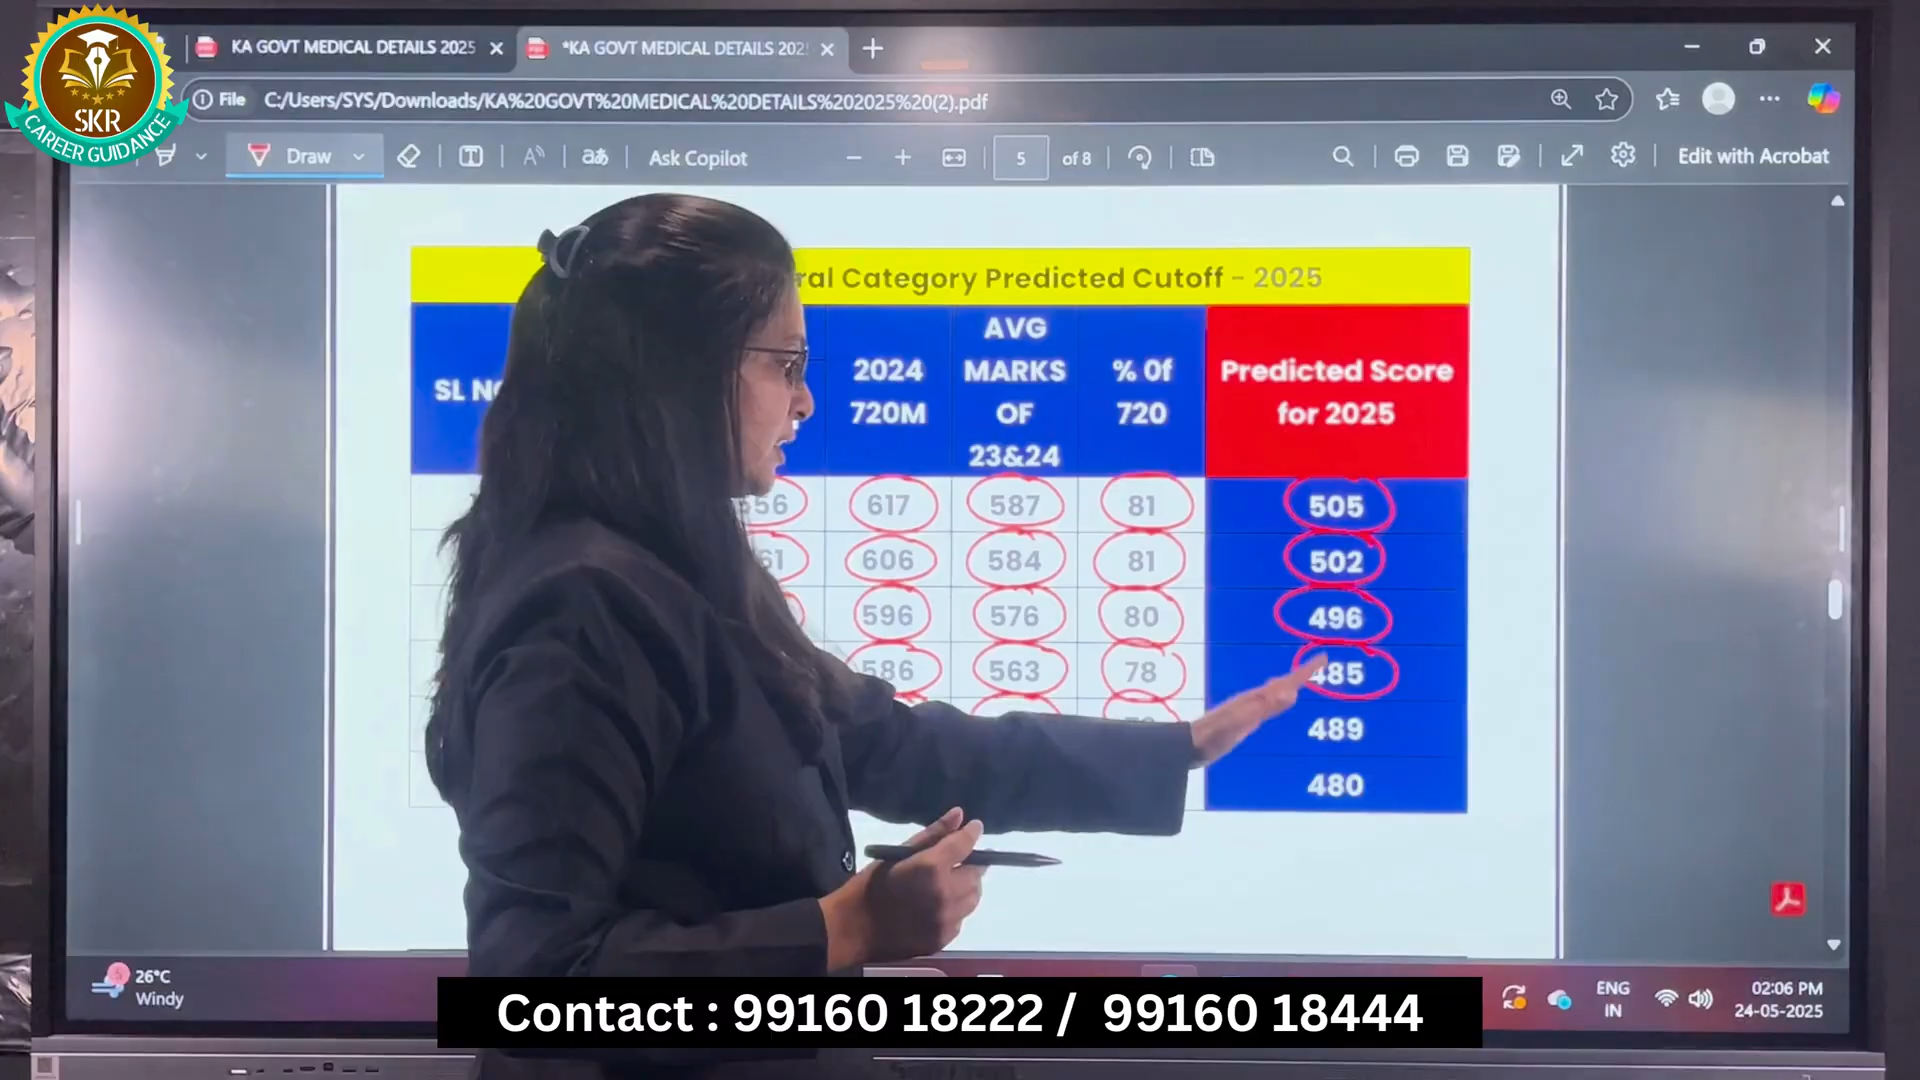 SKR
CAREER GUIDANCE
KA GOVT MEDICAL DETAILS 2025
*KA GOVT MEDICAL DETAILS 202
File C:/Users/SYS/Downloads/KA%20GOVT%20MEDICAL%20DETAILS%202025%20(2).pdf
Draw
Ask Copilot
5 of 8
Edit with Acrobat
Category Predicted Cutoff - 2025
SL
2024 720M
AVG MARKS OF 23&24
% Of 720
Predicted Score for 2025
617 587 81 505
606 584 81 502
596 576 80 496
586 563 78 485
489
480
26°C
Windy
ENG
IN
02:06 PM
24-05-2025
Contact : 99160 18222 / 99160 18444